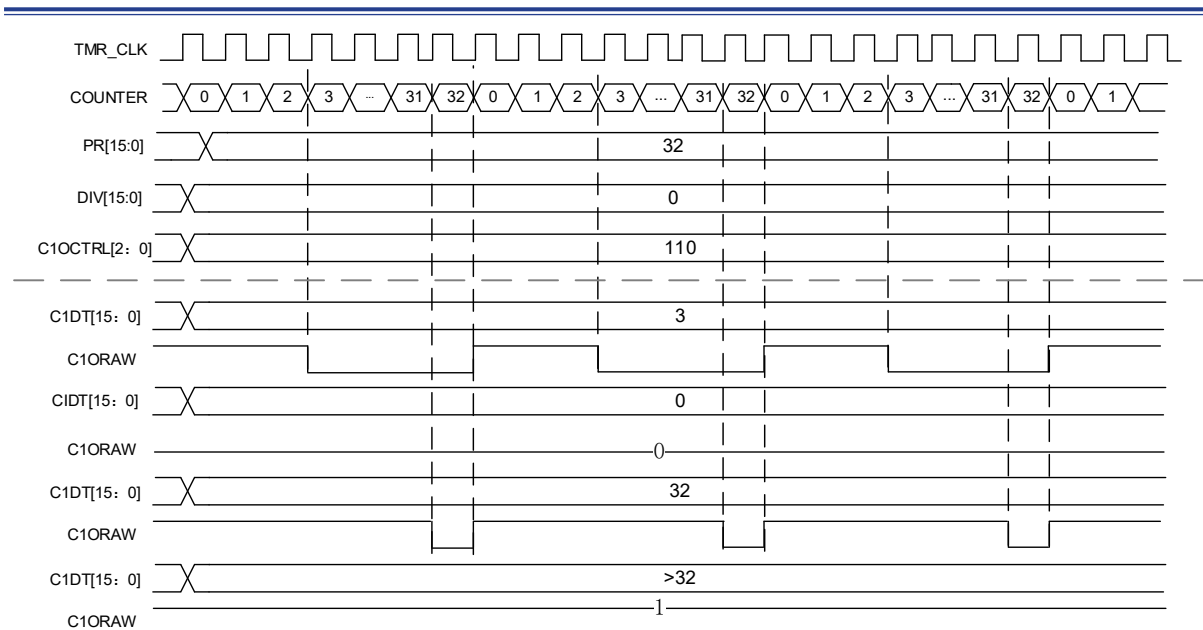 TMR_CLK
COUNTER 0 1 2 3 ... 31 32 0 1 2 3 ... 31 32 0 1 2 3 ... 31 32 0 1
PR[15:0] 32
DIV[15:0] 0
C1OCTRL[2：0] 110
C1DT[15：0] 3
C1ORAW
CIDT[15：0] 0
C1ORAW 0
C1DT[15：0] 32
C1ORAW
C1DT[15：0] >32
C1ORAW 1